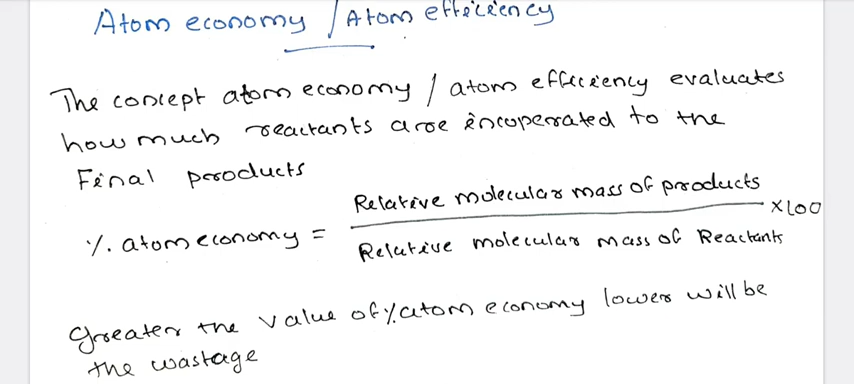 Atom economy / Atom efficiency
The concept atom economy / atom efficiency evaluates
how much reactants are incoperated to the
Final products
%. atom economy = Relative molecular mass of products / Relative molecular mass of Reactants ×100
Greater the value of % atom economy lower will be
the wastage